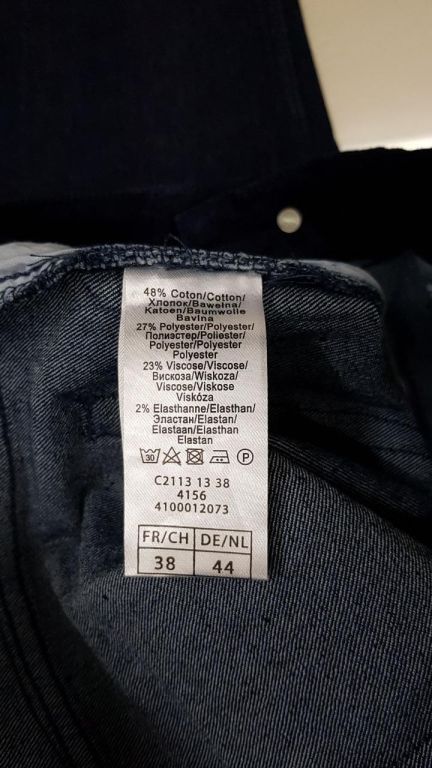 48% Coton/Cotton/
Хлопок/Bawełna/
Katoen/Baumwolle
Bavlna
27% Polyester/Polyester/
Полиэстер/Poliester/
Polyester/Polyester
Polyester
23% Viscose/Viscose/
Вискоза/Wiskoza/
Viscose/Viskose
Viskóza
2% Elasthanne/Elasthan/
Эластан/Elastan/
Elastaan/Elasthan
Elastan
30 P
C2113 13 38
4156
4100012073
FR/CH DE/NL
38 44